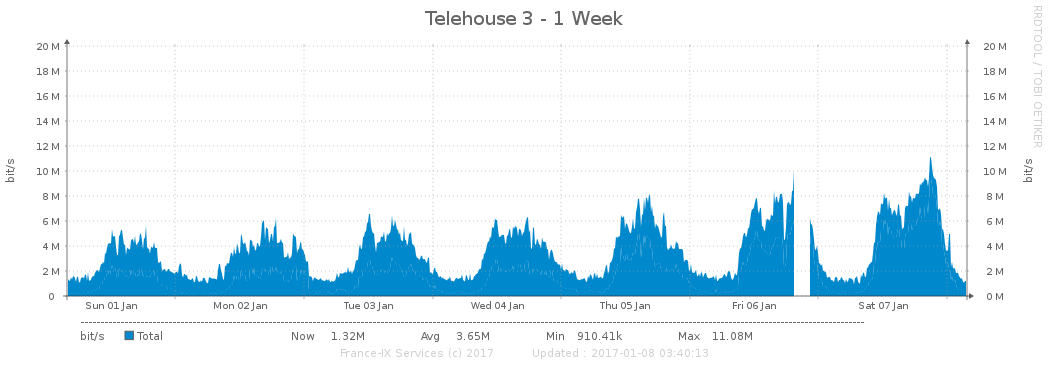 Telehouse 3 - 1 Week
RRDTOOL / TOBI OETIKER
bit/s
bit/s
20 M 20 M
18 M 18 M
16 M 16 M
14 M 14 M
12 M 12 M
10 M 10 M
8 M 8 M
6 M 6 M
4 M 4 M
2 M 2 M
0 0 M
Sun 01 Jan Mon 02 Jan Tue 03 Jan Wed 04 Jan Thu 05 Jan Fri 06 Jan Sat 07 Jan
bit/s Total Now 1.32M Avg 3.65M Min 910.41k Max 11.08M
France-IX Services (c) 2017 Updated : 2017-01-08 03:40:13